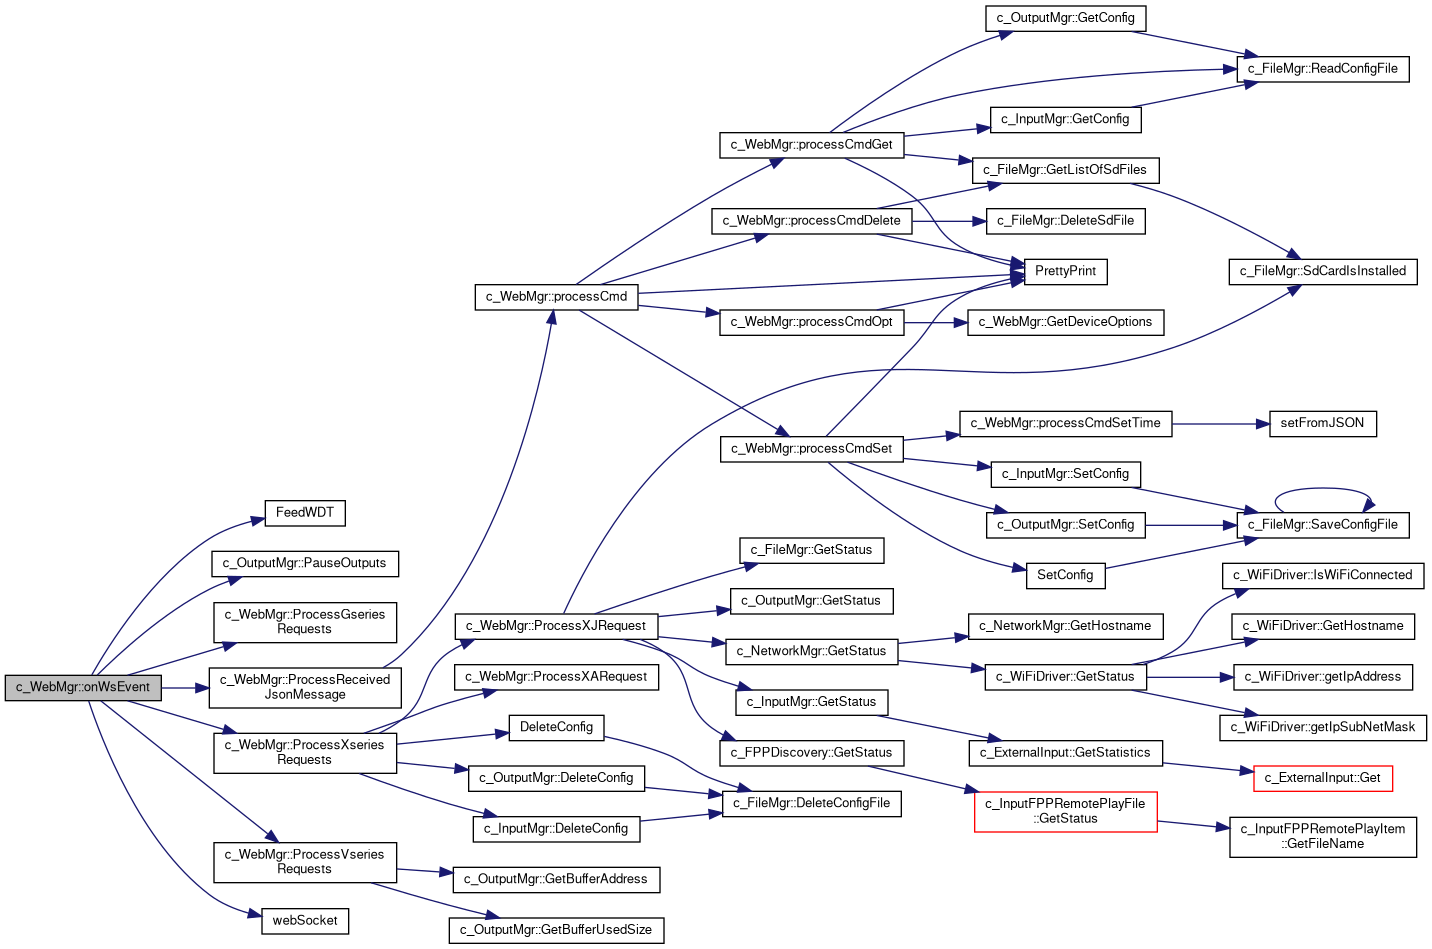 c_OutputMgr::GetConfig
c_FileMgr::ReadConfigFile
c_InputMgr::GetConfig
c_WebMgr::processCmdGet
c_FileMgr::GetListOfSdFiles
c_WebMgr::processCmdDelete
c_FileMgr::DeleteSdFile
PrettyPrint
c_FileMgr::SdCardIsInstalled
c_WebMgr::processCmd
c_WebMgr::processCmdOpt
c_WebMgr::GetDeviceOptions
c_WebMgr::processCmdSetTime
setFromJSON
c_WebMgr::processCmdSet
c_InputMgr::SetConfig
FeedWDT
c_OutputMgr::SetConfig
c_FileMgr::SaveConfigFile
c_FileMgr::GetStatus
c_OutputMgr::PauseOutputs
SetConfig
c_WiFiDriver::IsWiFiConnected
c_OutputMgr::GetStatus
c_WebMgr::ProcessGseries
Requests
c_WebMgr::ProcessXJRequest
c_NetworkMgr::GetHostname
c_WiFiDriver::GetHostname
c_NetworkMgr::GetStatus
c_WebMgr::onWsEvent
c_WebMgr::ProcessReceived
JsonMessage
c_WebMgr::ProcessXARequest
c_WiFiDriver::GetStatus
c_WiFiDriver::getIpAddress
c_InputMgr::GetStatus
DeleteConfig
c_WiFiDriver::getIpSubNetMask
c_WebMgr::ProcessXseries
Requests
c_FPPDiscovery::GetStatus
c_ExternalInput::GetStatistics
c_OutputMgr::DeleteConfig
c_ExternalInput::Get
c_FileMgr::DeleteConfigFile
c_InputFPPRemotePlayFile
::GetStatus
c_InputMgr::DeleteConfig
c_InputFPPRemotePlayItem
::GetFileName
c_WebMgr::ProcessVseries
Requests
c_OutputMgr::GetBufferAddress
webSocket
c_OutputMgr::GetBufferUsedSize